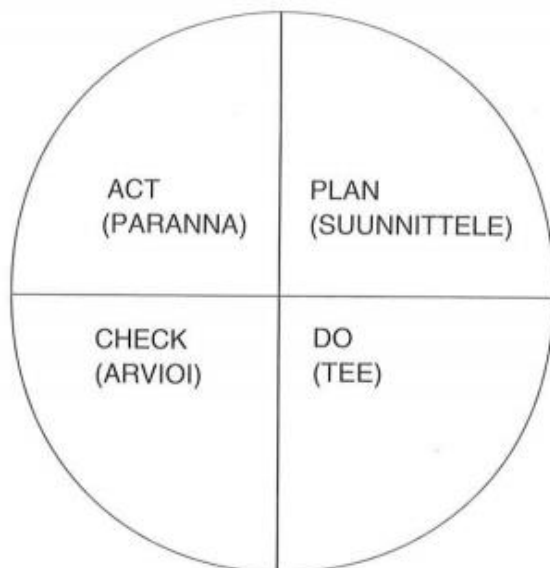 ACT
(PARANNA)
PLAN
(SUUNNITTELE)
CHECK
(ARVIOI)
DO
(TEE)